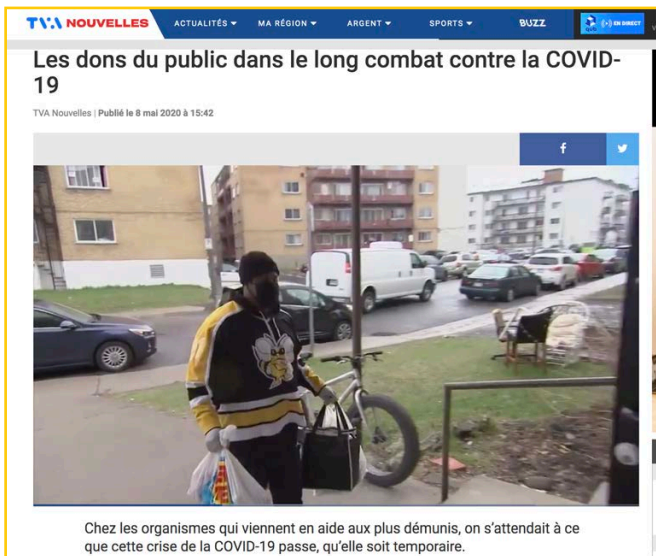 TVA NOUVELLES ACTUALITÉS MA RÉGION ARGENT SPORTS BUZZ EN DIRECT
Les dons du public dans le long combat contre la COVID-
19
TVA Nouvelles | Publié le 8 mai 2020 à 15:42
Chez les organismes qui viennent en aide aux plus démunis, on s’attendait à ce
que cette crise de la COVID-19 passe, qu’elle soit temporaire.